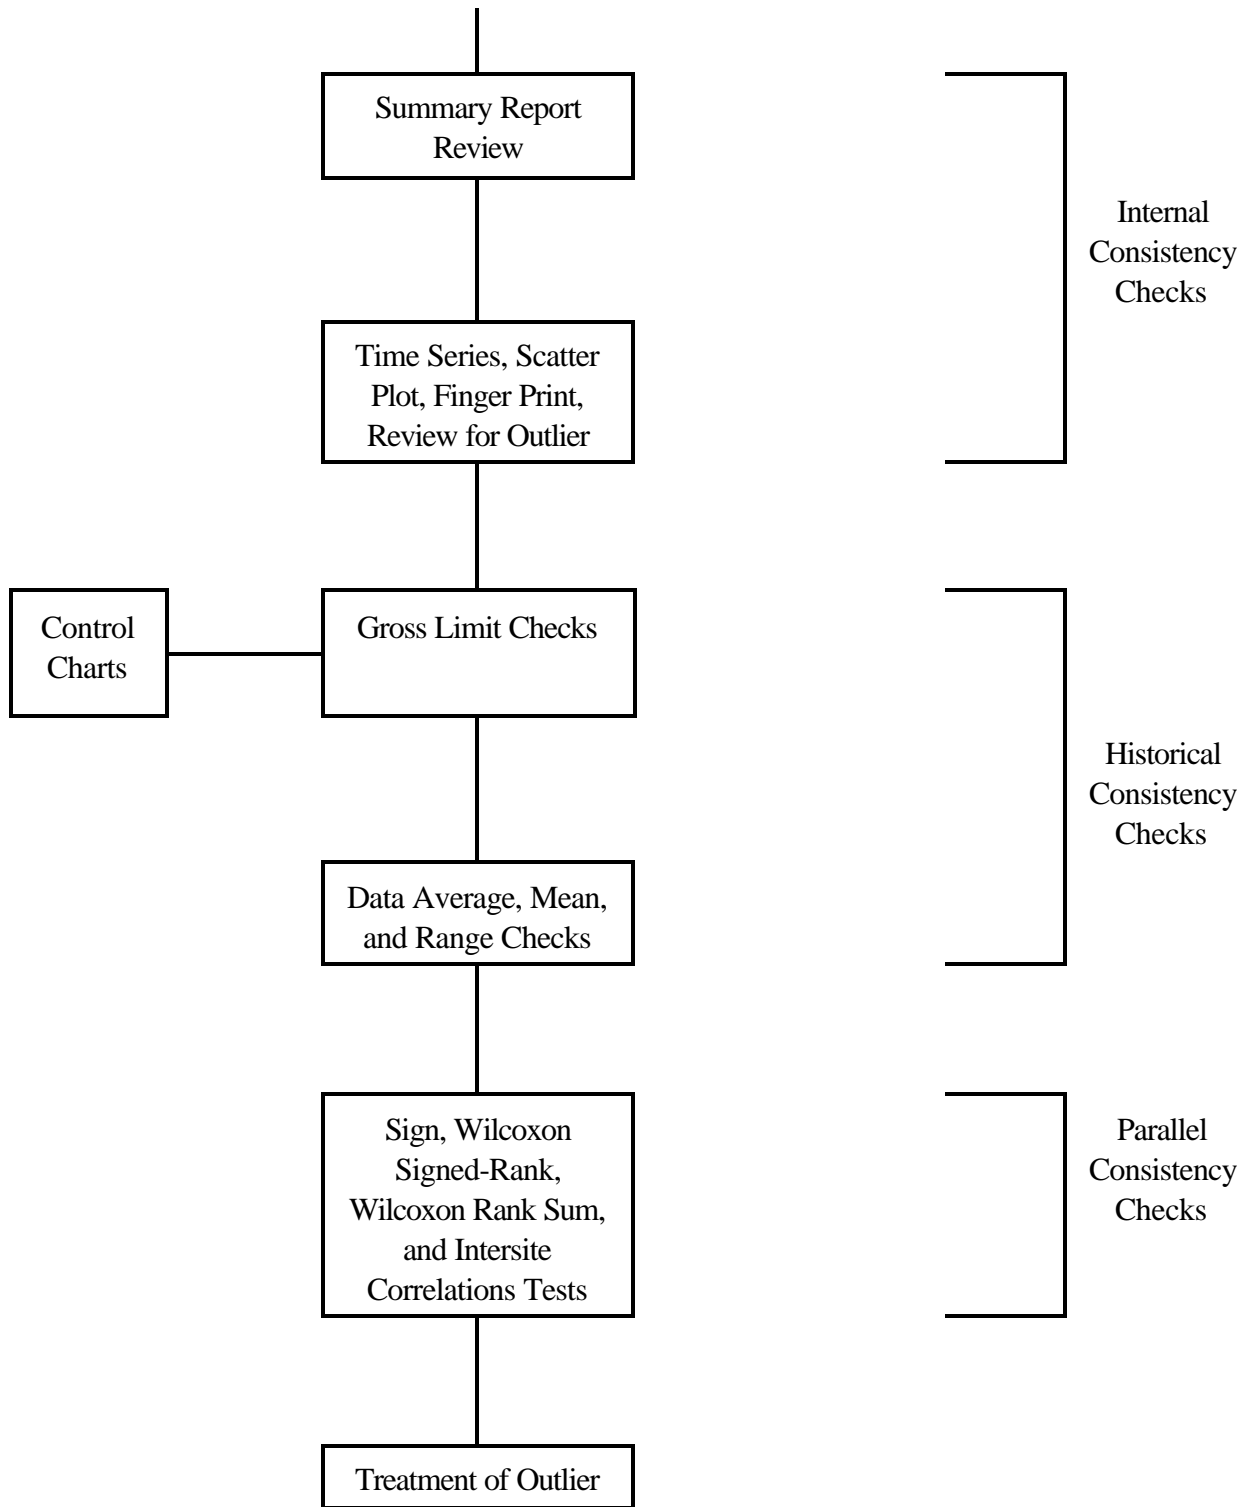 Summary Report
Review
Internal
Consistency
Checks
Time Series, Scatter
Plot, Finger Print,
Review for Outlier
Control
Charts
Gross Limit Checks
Historical
Consistency
Checks
Data Average, Mean,
and Range Checks
Sign, Wilcoxon
Signed-Rank,
Wilcoxon Rank Sum,
and Intersite
Correlations Tests
Parallel
Consistency
Checks
Treatment of Outlier